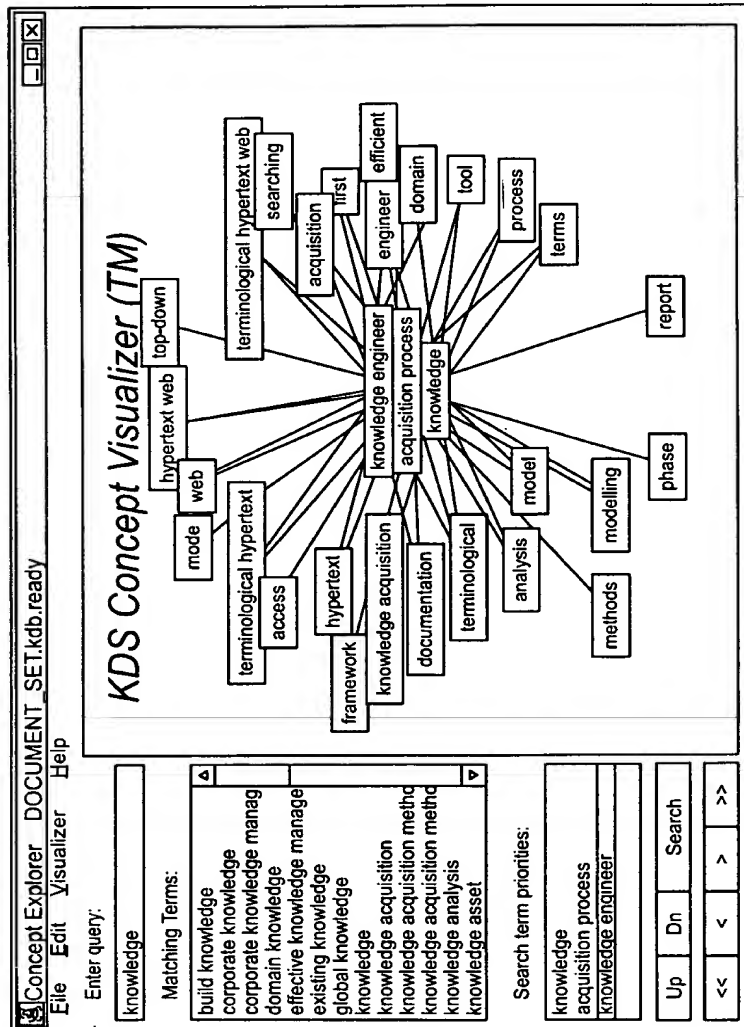 Concept Explorer DOCUMENT_SET.kdb.ready
File Edit Visualizer Help
Enter query:
knowledge
Matching Terms:
build knowledge
corporate knowledge
corporate knowledge manag
domain knowledge
effective knowledge manage
existing knowledge
global knowledge
knowledge
knowledge acquisition
knowledge acquisition metho
knowledge acquisition metho
knowledge analysis
knowledge asset
Search term priorities:
knowledge
acquisition process
knowledge engineer
Up Dn Search
<< < > >>
KDS Concept Visualizer (TM)
top-down
hypertext web
web
mode
terminological hypertext web
searching
terminological hypertext
access
acquisition
first
efficient
engineer
domain
hypertext
framework
knowledge engineer
acquisition process
knowledge
knowledge acquisition
documentation
tool
terminological
process
analysis
model
terms
modelling
methods
phase
report